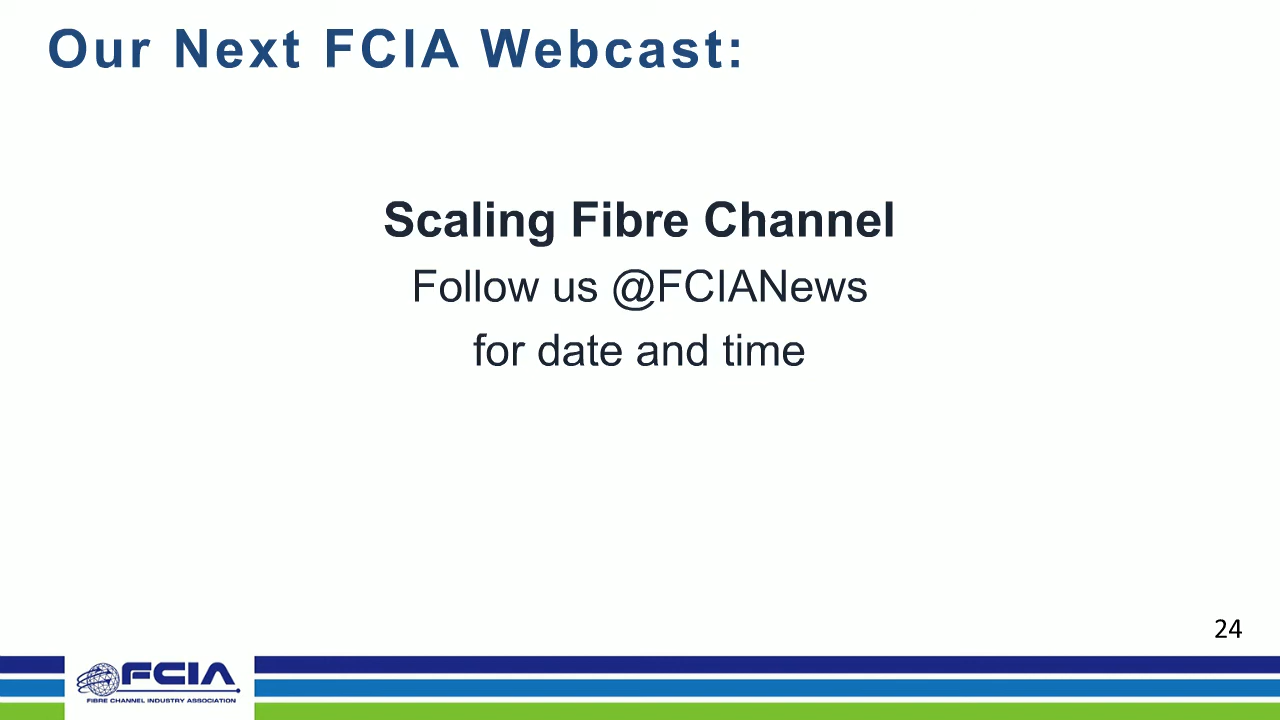 Our Next FCIA Webcast:
Scaling Fibre Channel
Follow us @FCIANews
for date and time
24
FCIA
FIBRE CHANNEL INDUSTRY ASSOCIATION